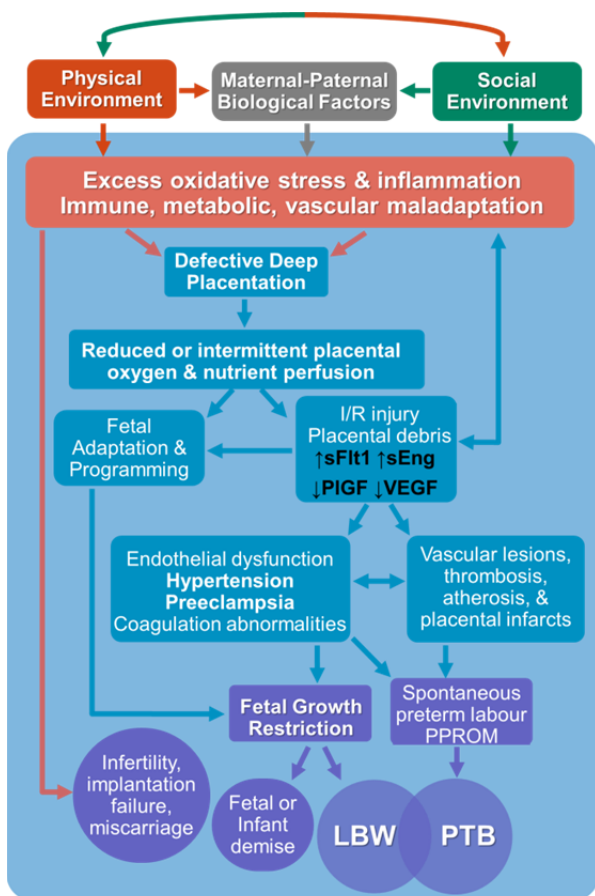 Physical
Environment
Maternal-Paternal
Biological Factors
Social
Environment
Excess oxidative stress & inflammation
Immune, metabolic, vascular maladaptation
Defective Deep
Placentation
Reduced or intermittent placental
oxygen & nutrient perfusion
Fetal
Adaptation &
Programming
I/R injury
Placental debris
↑sFlt1 ↑sEng
↓PlGF ↓VEGF
Endothelial dysfunction
Hypertension
Preeclampsia
Coagulation abnormalities
Vascular lesions,
thrombosis,
atherosis, &
placental infarcts
Fetal Growth
Restriction
Spontaneous
preterm labour
PPROM
Infertility,
implantation
failure,
miscarriage
Fetal or
Infant
demise
LBW
PTB